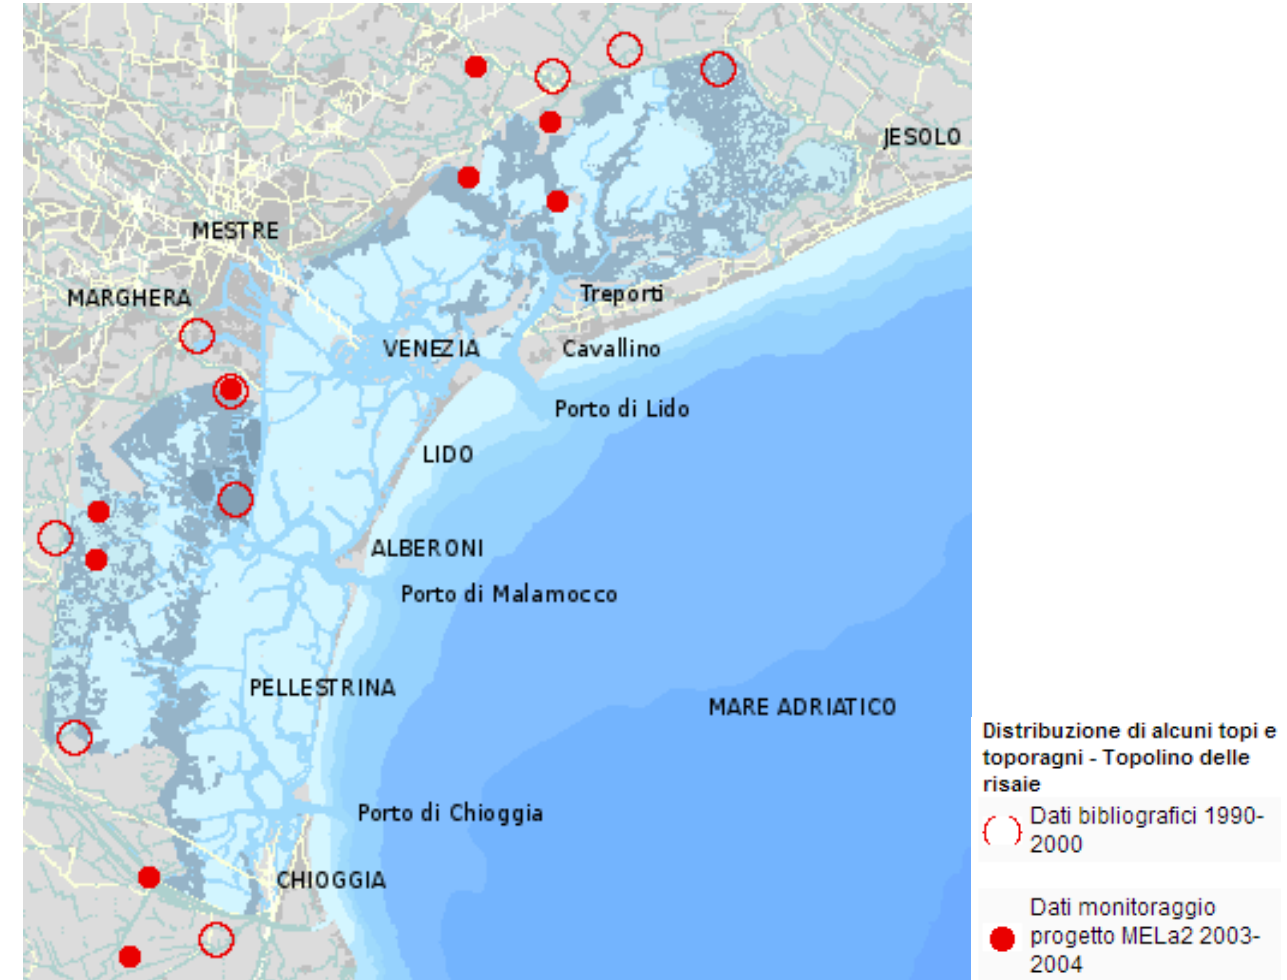 JESOLO
MESTRE
MARGHERA
Treporti
VENEZIA
Cavallino
Porto di Lido
LIDO
ALBERONI
Porto di Malamocco
PELLESTRINA
MARE ADRIATICO
Porto di Chioggia
CHIOGGIA
Distribuzione di alcuni topi e
toporagni - Topolino delle
risaie
Dati bibliografici 1990-
2000
Dati monitoraggio
progetto MELa2 2003-
2004